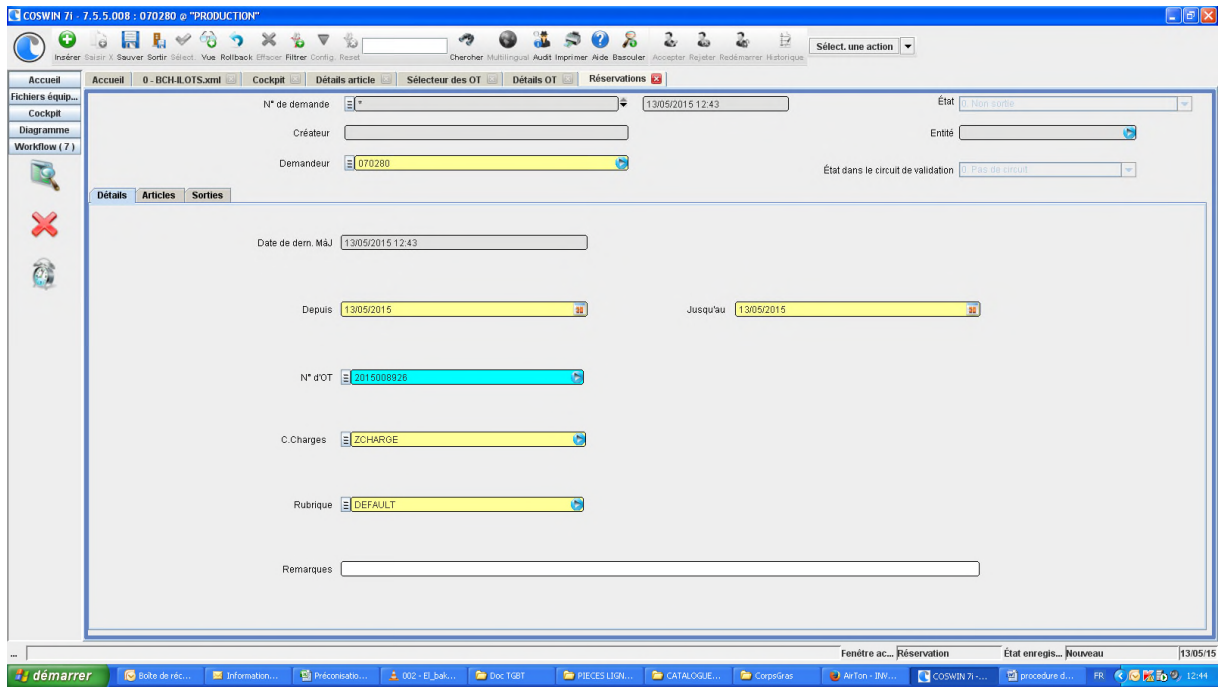 COSWIN 7i - 7.5.5.008 : 070280 @ "PRODUCTION"
Insérer Saisir X Sauver Sortir Sélect. Vue Rollback Effacer Filtrer Config. Reset Chercher Multilingual Audit Imprimer Aide Basculer Accepter Rejeter Redémarrer Historique Sélect. une action
Accueil 0 - BCH-ILOTS.xml Cockpit Détails article Sélecteur des OT Détails OT Réservations
Accueil
Fichiers équip...
Cockpit
Diagramme
Workflow ( 7 )
N° de demande * 13/05/2015 12:43 État 0. Non sortie
Créateur Entité
Demandeur 070280 État dans le circuit de validation 0. Pas de circuit
Détails Articles Sorties
Date de dern. MàJ 13/05/2015 12:43
Depuis 13/05/2015 Jusqu'au 13/05/2015
N° d'OT 2015008926
C.Charges ZCHARGE
Rubrique DEFAULT
Remarques
... Fenêtre ac... Réservation État enregis... Nouveau 13/05/15
démarrer Boîte de réc... Information... Préconisatio... 002 - El_bak... Doc TGBT PIECES LIGN... CATALOGUE... CorpsGras AirTon - INV... COSWIN 7i -... procedure d... FR 12:44